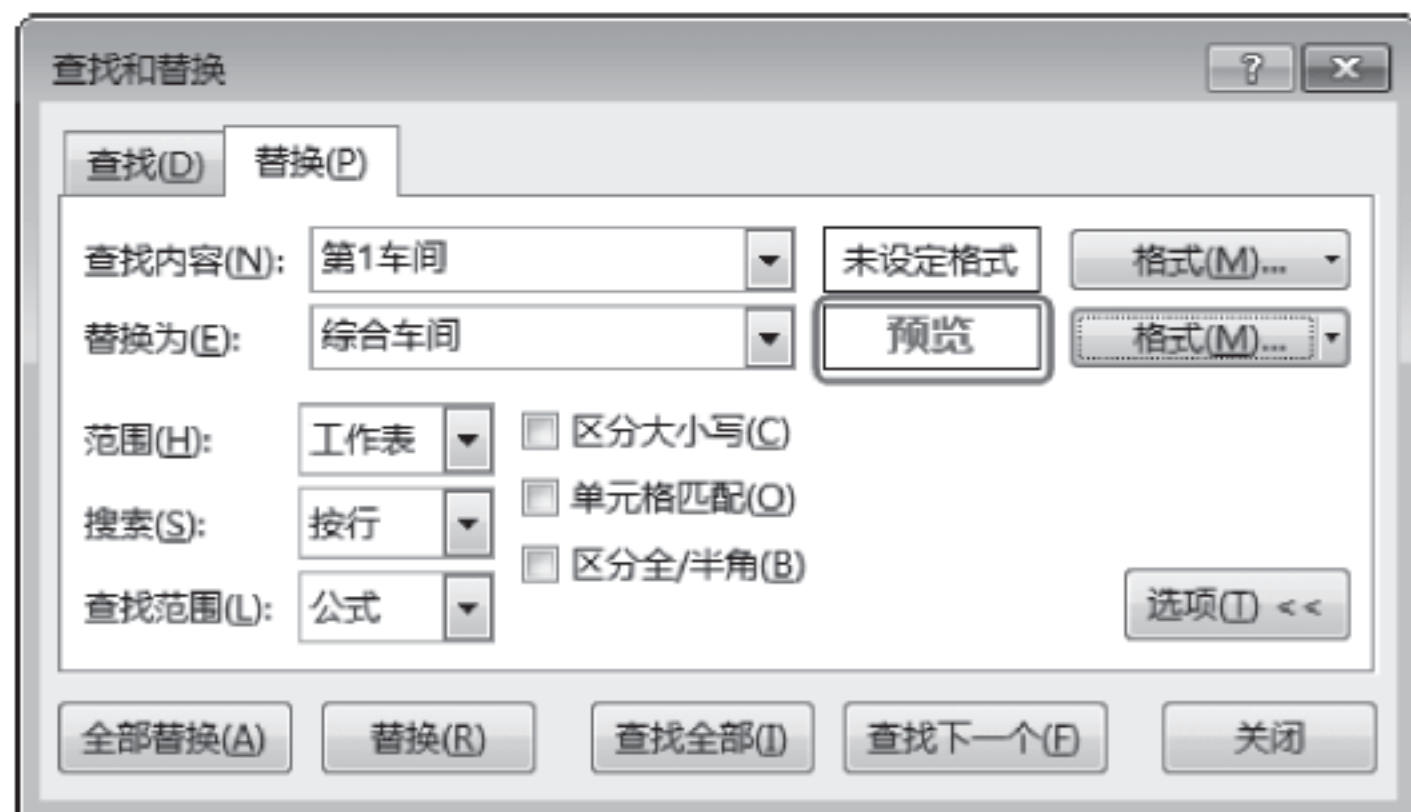 查找和替换
查找(D) 替换(P)
查找内容(N): 第1车间 未设定格式 格式(M)...
替换为(E): 综合车间 预览 格式(M)...
范围(H): 工作表 区分大小写(C)
单元格匹配(O)
搜索(S): 按行
区分全/半角(B)
查找范围(L): 公式 选项(T) <<
全部替换(A) 替换(R) 查找全部(I) 查找下一个(F) 关闭